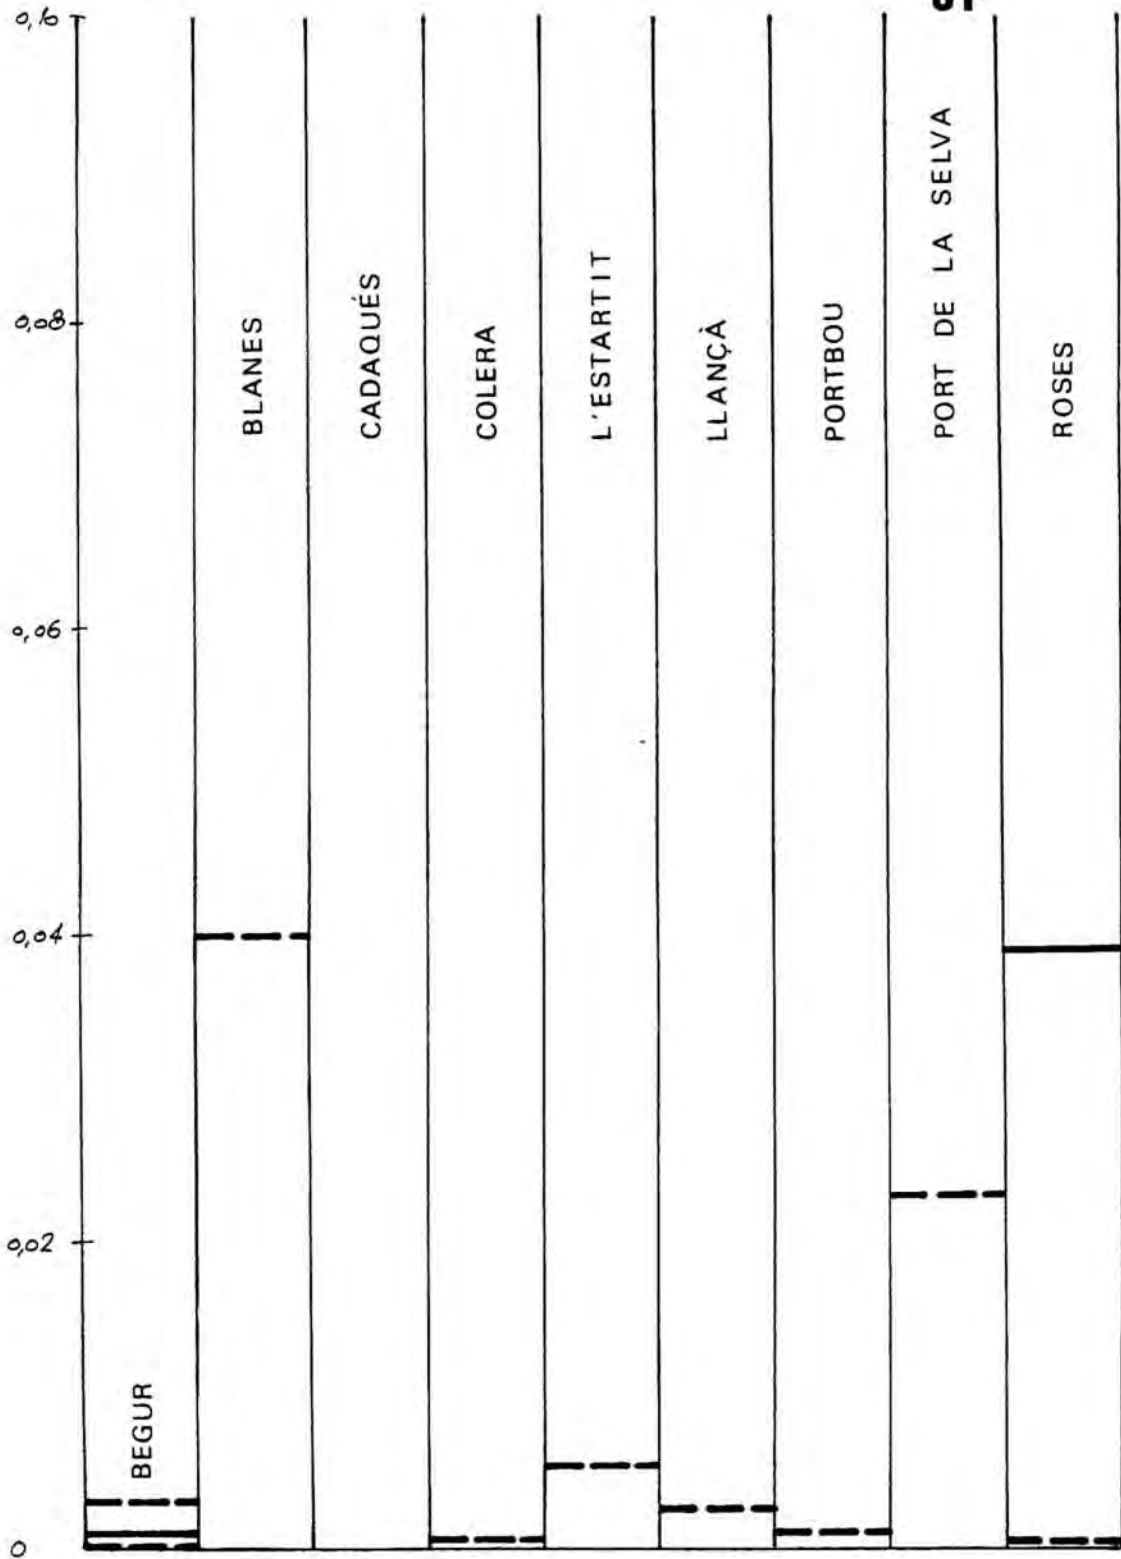 0,10
0,08
0,06
0,04
0,02
0
BEGUR
BLANES
CADAQUÉS
COLERA
L'ESTARTIT
LLANÇÀ
PORTBOU
PORT DE LA SELVA
ROSES